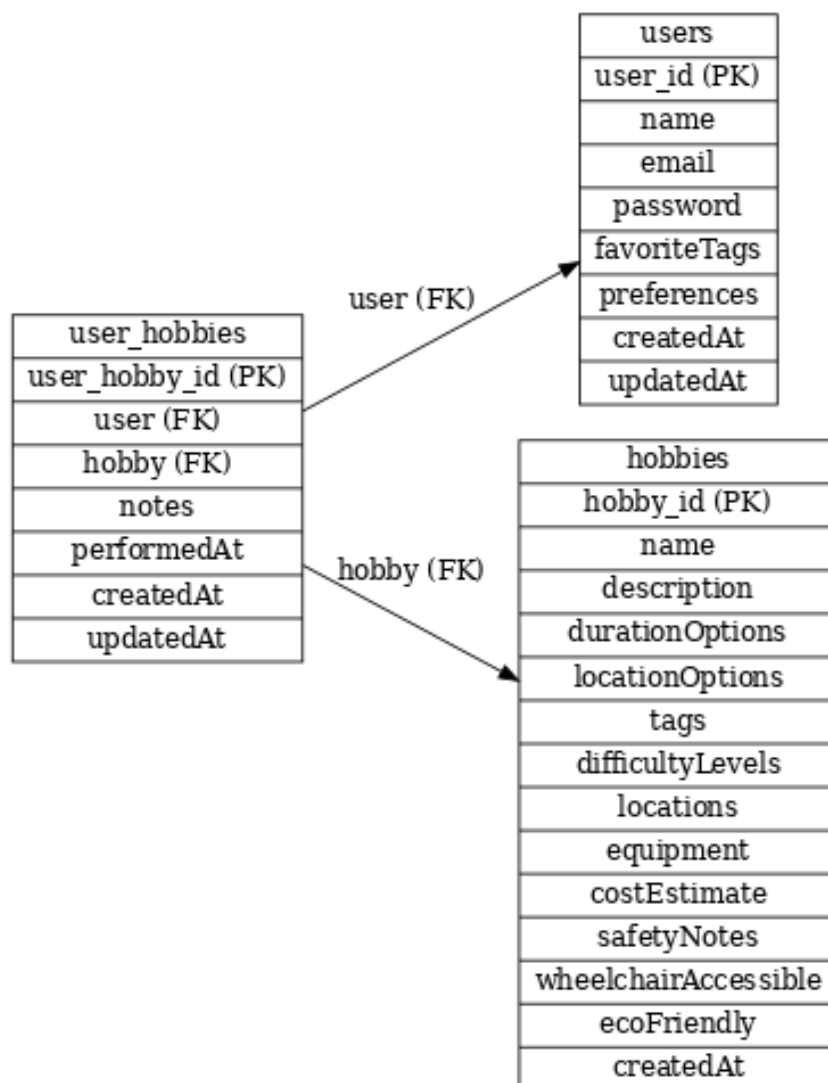 users
user_id (PK)
name
email
password
favoriteTags
preferences
createdAt
updatedAt
user (FK)
user_hobbies
user_hobby_id (PK)
user (FK)
hobby (FK)
notes
performedAt
createdAt
updatedAt
hobby (FK)
hobbies
hobby_id (PK)
name
description
durationOptions
locationOptions
tags
difficultyLevels
locations
equipment
costEstimate
safetyNotes
wheelchairAccessible
ecoFriendly
createdAt